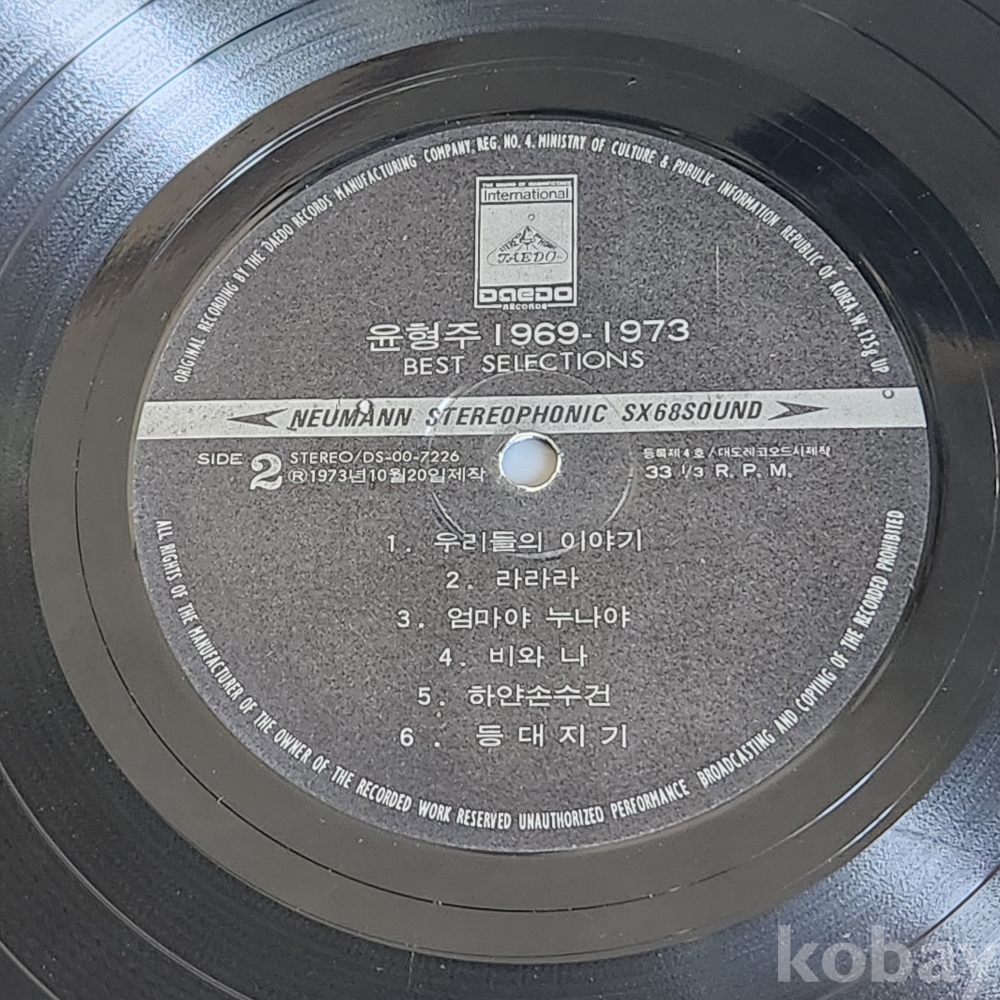 ORIGINAL RECORDING BY THE DAEDO RECORDS MANUFACTURING COMPANY. REG. NO. 4. MINISTRY OF CULTURE & PUBULIC INFORMATION REPUBLIC OF KOREA. W. 1258 UP
International
TAEDO
DAEDO
RECORDS
윤형주 1969-1973
BEST SELECTIONS
NEUMANN STEREOPHONIC SX68SOUND
SIDE 2
STEREO/DS-00-7226
Ⓡ1973년10월20일제작
등록제4호/대도레코오드사제작
33 1/3 R. P. M.
1. 우리들의 이야기
2. 라라라
3. 엄마야 누나야
4. 비와 나
5. 하얀손수건
6. 등대지기
ALL RIGHTS OF THE MANUFACTURER OF THE OWNER OF THE RECORDED WORK RESERVED UNAUTHORIZED PERFORMANCE BROADCASTING AND COPYING OF THE RECORDED PROHIBITED
kobay